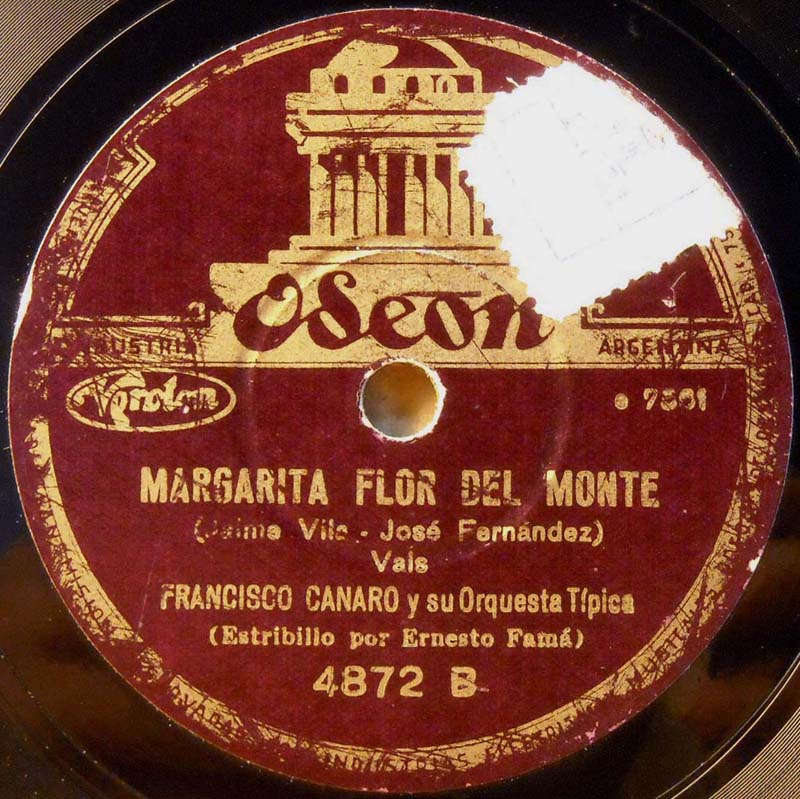 Odeon
INDUSTRIA ARGENTINA
e 7561
MARGARITA FLOR DEL MONTE
(Jaime Vila - José Fernández)
Vals
FRANCISCO CANARO y su Orquesta Típica
(Estribillo por Ernesto Famá)
4872 B
INDUSTRIAS